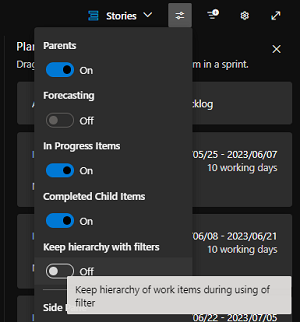 Stories
Pla
Parents
Drag
m in a sprint.
On
Forecasting
Off
A
klog
In Progress Items
On
/05/25 - 2023/06/07
10 working days
Completed Child Items
On
Keep hierarchy with filters
/06/08 - 2023/06/21
10 working days
Off
Keep hierarchy of work items during using of
filter
Side
/06/22 - 2023/07/05